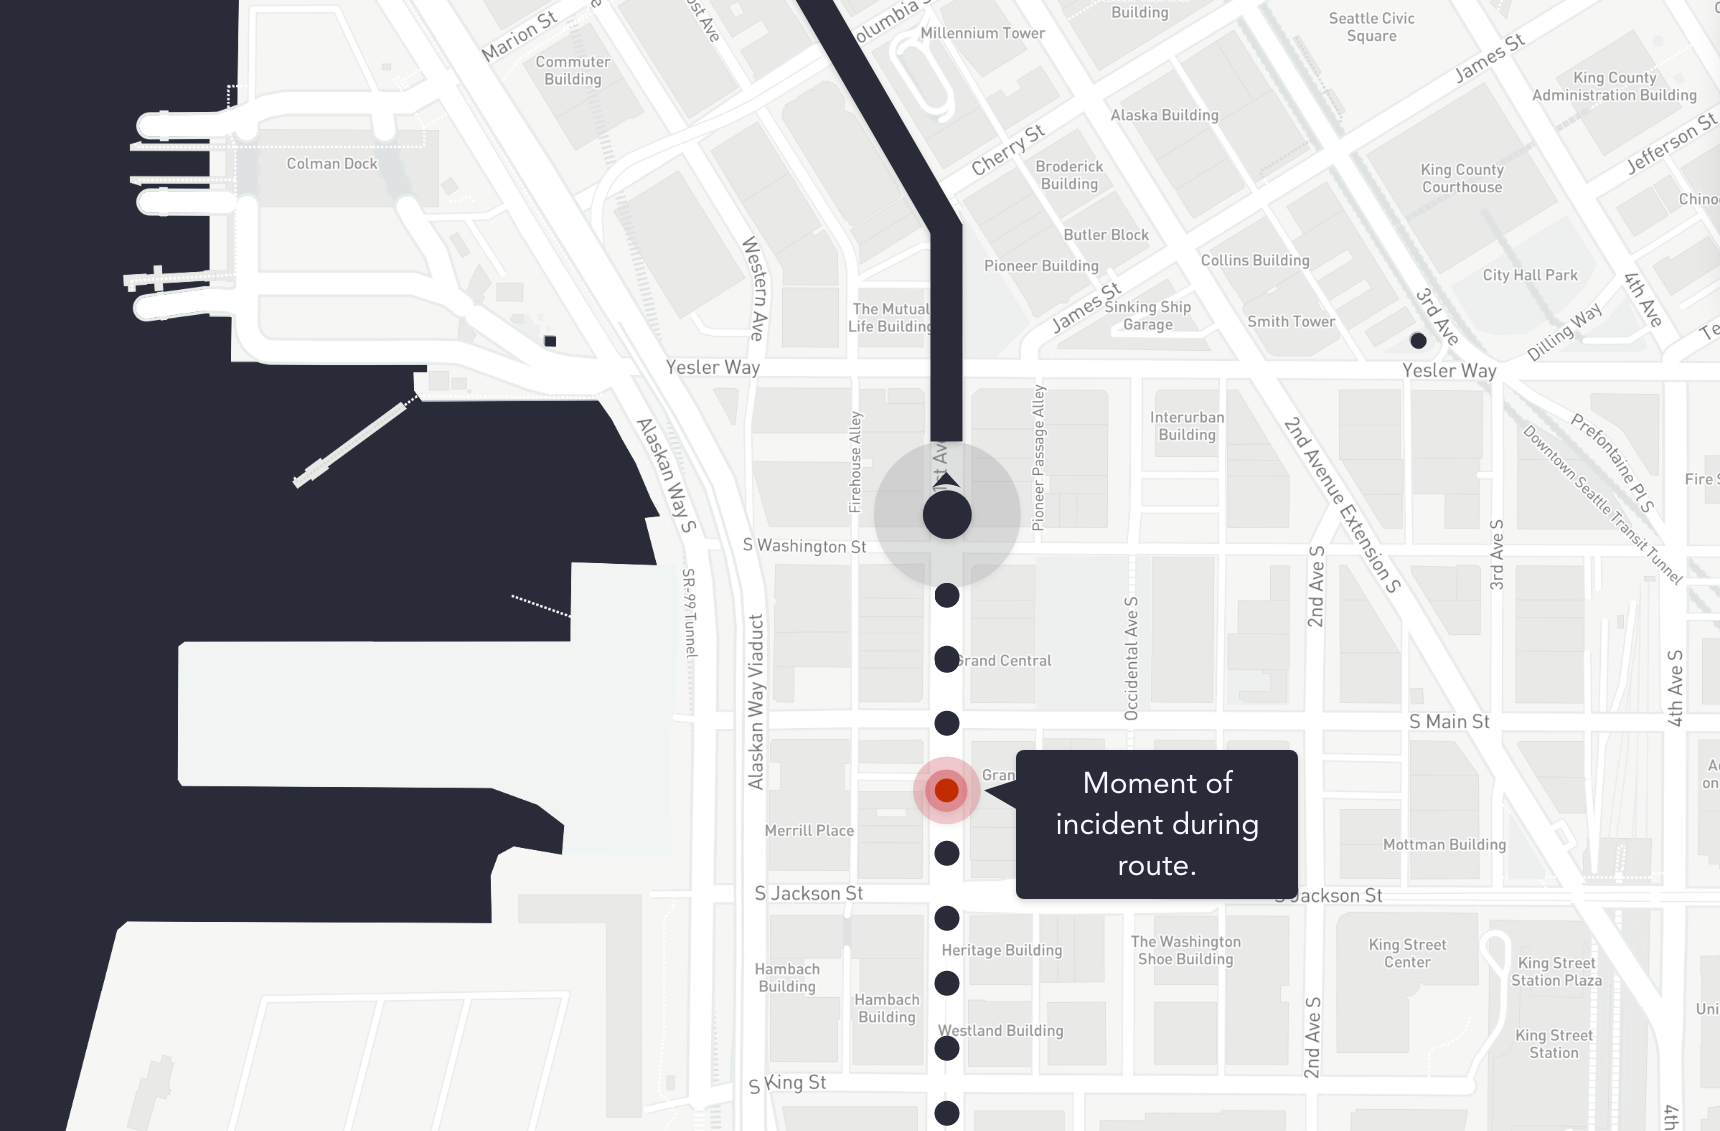 Marion St
ost Ave
olumbia S
Millennium Tower
Building
Seattle Civic
Square
James St
Commuter
Building
King County
Administration Building
Alaska Building
Jefferson St
Colman Dock
Cherry St
Broderick
Building
King County
Courthouse
Chino
Western Ave
Butler Block
Pioneer Building
Collins Building
City Hall Park
4th Ave
The Mutual
Life Building
James St
Sinking Ship
Garage
Smith Tower
3rd Ave
Dilling Way
Te
Yesler Way
Yesler Way
Alaskan Way S
Firehouse Alley
1st Ave
Pioneer Passage Alley
Interurban
Building
2nd Avenue Extension S
Prefontaine Pl S
Downtown Seattle Transit Tunnel
Fire S
S Washington St
SR-99 Tunnel
2nd Ave S
3rd Ave S
Alaskan Way Viaduct
Grand Central
Occidental Ave S
4th Ave S
S Main St
Gran
Moment of
incident during
route.
Merrill Place
Mottman Building
A
on
S Jackson St
S Jackson St
Heritage Building
The Washington
Shoe Building
King Street
Center
King Street
Station Plaza
Hambach
Building
Hambach
Building
Westland Building
2nd Ave S
Uni
King Street
Station
S King St
4th